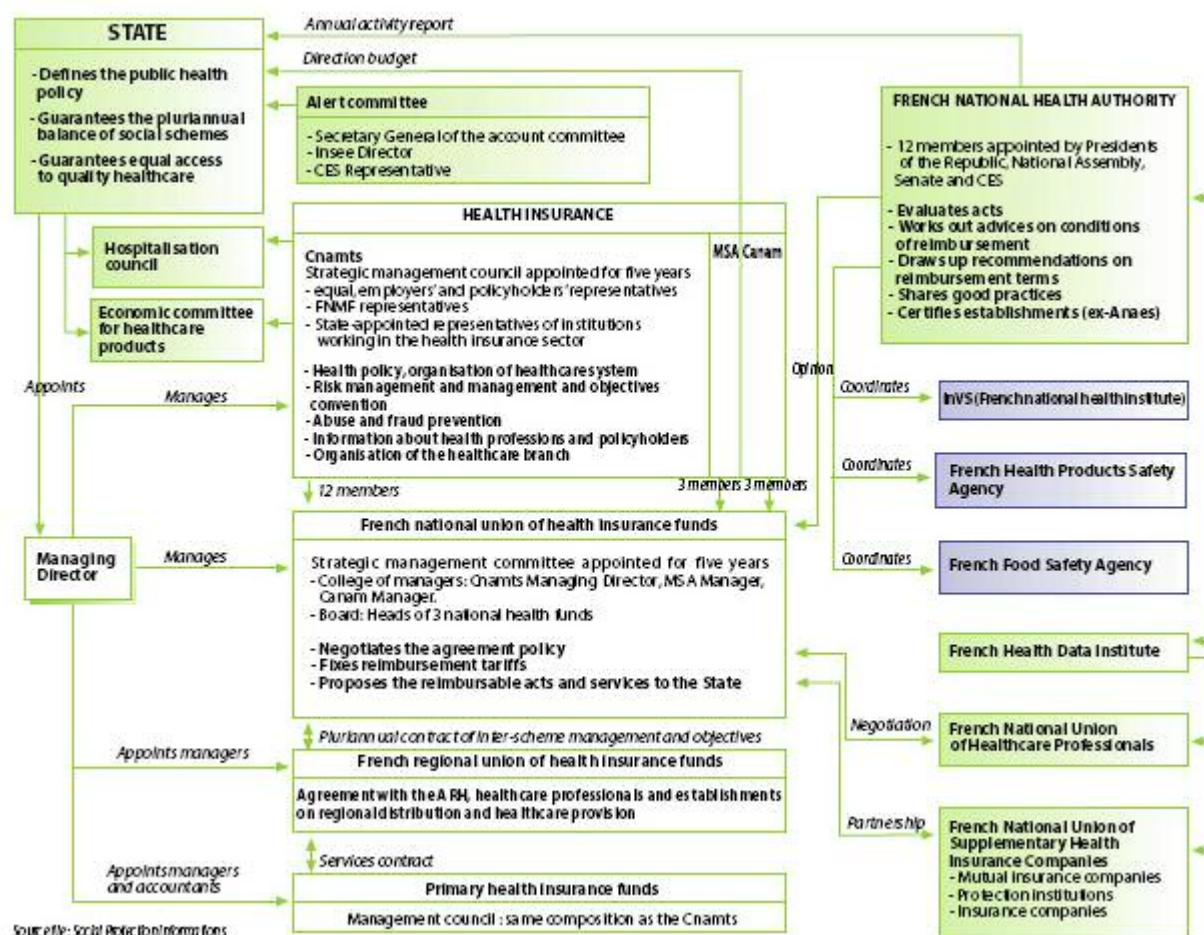 Annual activity report
STATE
- Defines the public health
policy
- Guarantees the pluriannual
balance of social schemes
- Guarantees equal access
to quality healthcare
Direction budget
Alert committee
- Secretary General of the account committee
- Insee Director
- CES Representative
FRENCH NATIONAL HEALTH AUTHORITY
- 12 members appointed by Presidents
of the Republic, National Assembly,
Senate and CES
- Evaluates acts
- Works out advices on conditions
of reimbursement
- Draws up recommendations on
reimbursement terms
- Shares good practices
- Certifies establishments (ex-Anaes)
Hospitalisation
council
Economic committee
for healthcare
products
HEALTH INSURANCE
Cnamts
Strategic management council appointed for five years
- equal, employers' and policyholders' representatives
- FNMF representatives
- State-appointed representatives of institutions
working in the health insurance sector
- Health policy, organisation of healthcare system
- Risk management and management and objectives
convention
- Abuse and fraud prevention
- Information about health professions and policyholders
- Organisation of the healthcare branch
MSA Canam
Appoints
Manages
Opinion
Coordinates
InVS (French national health institute)
Coordinates
French Health Products Safety
Agency
Coordinates
French Food Safety Agency
12 members
3 members 3 members
Managing
Director
Manages
French national union of health insurance funds
Strategic management committee appointed for five years
- College of managers: Cnamts Managing Director, MSA Manager,
Canam Manager.
- Board: Heads of 3 national health funds
- Negotiates the agreement policy
- Fixes reimbursement tariffs
- Proposes the reimbursable acts and services to the State
French Health Data Institute
Negotiation
French National Union
of Healthcare Professionals
Partnership
French National Union of
Supplementary Health
Insurance Companies
- Mutual insurance companies
- Protection institutions
- Insurance companies
Pluriannual contract of inter-scheme management and objectives
Appoints managers
French regional union of health insurance funds
Agreement with the ARH, healthcare professionals and establishments
on regional distribution and healthcare provision
Services contract
Appoints managers
and accountants
Primary health insurance funds
Management council : same composition as the Cnamts
Social Protection Informations